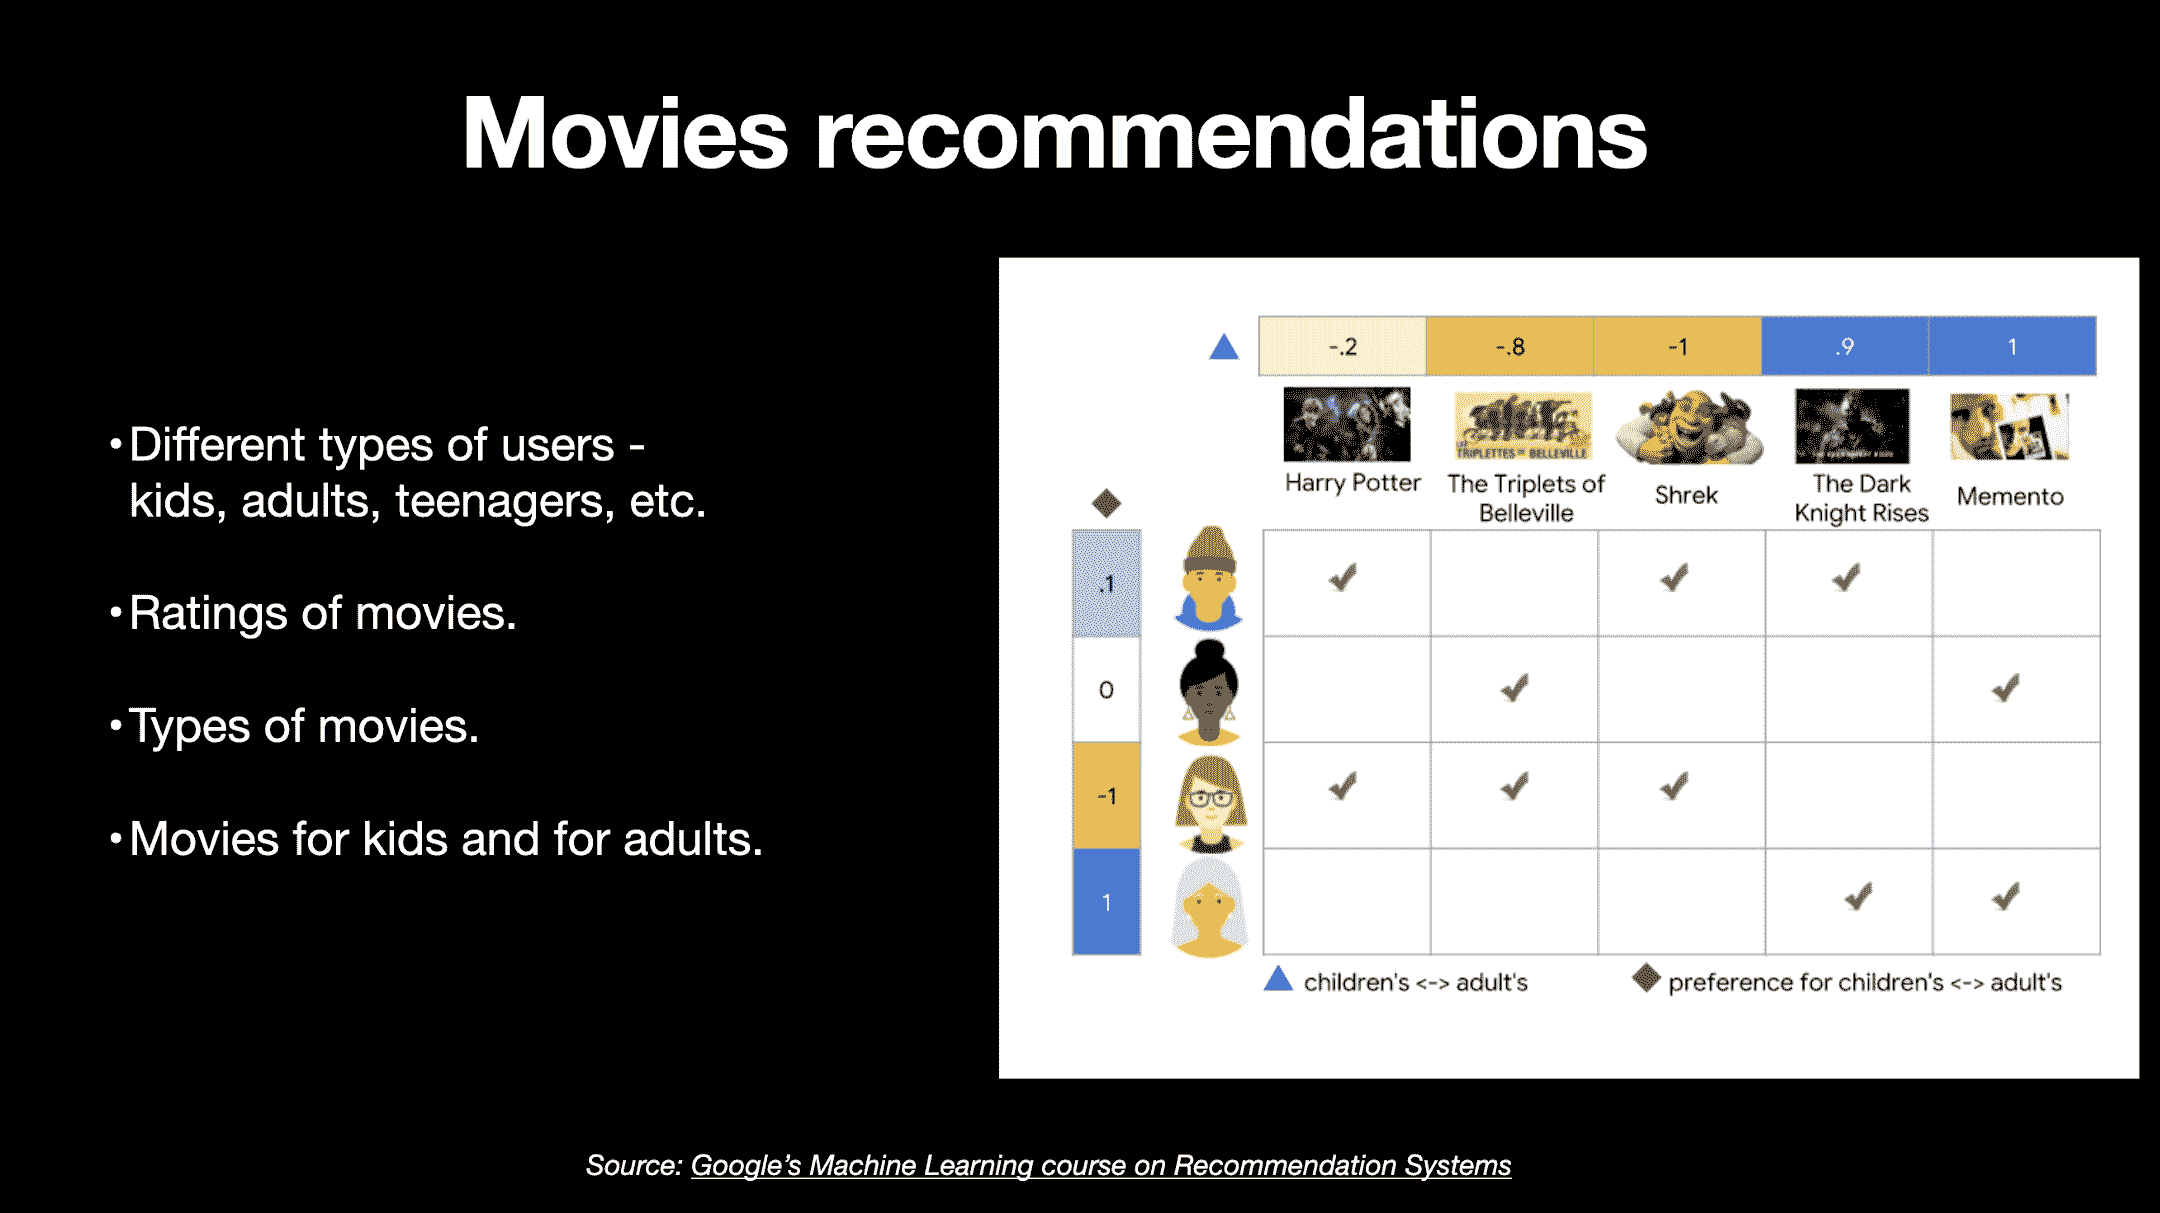 Movies recommendations
•Different types of users -
kids, adults, teenagers, etc.
•Ratings of movies.
•Types of movies.
•Movies for kids and for adults.
-.2 -.8 -1 .9 1
TRIPLETTES DE BELLEVILLE
Harry Potter
The Triplets of
Belleville
Shrek
The Dark
Knight Rises
Memento
.1
0
-1
1
children's <-> adult's
preference for children's <-> adult's
Source: Google’s Machine Learning course on Recommendation Systems